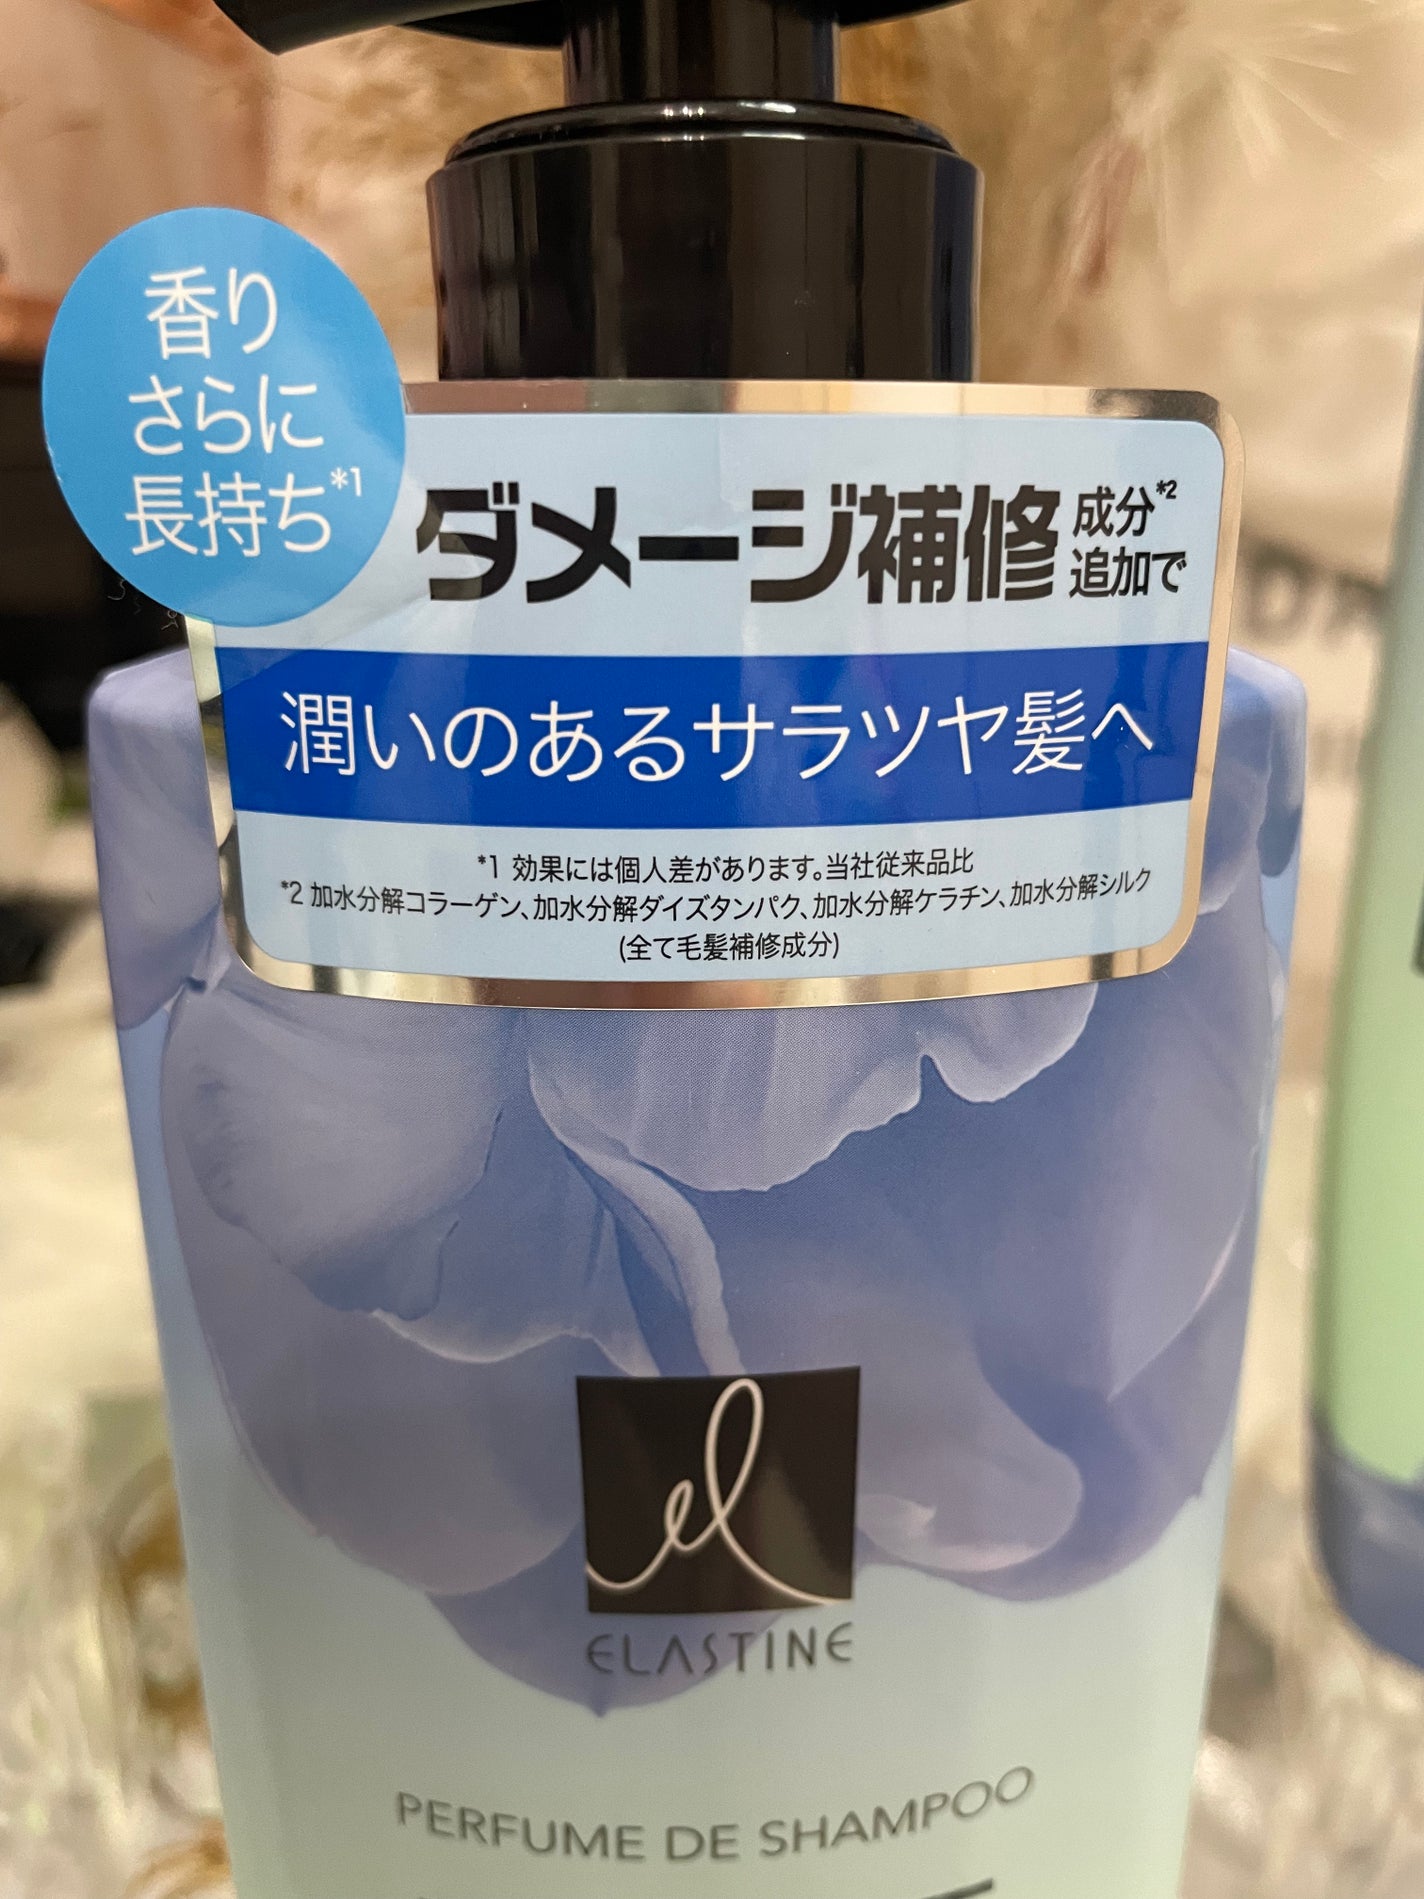 香り
さらに
長持ち*1
ダメージ補修成分*2
追加で
潤いのあるサラツヤ髪へ
*1 効果には個人差があります。当社従来品比
*2 加水分解コラーゲン、加水分解ダイズタンパク、加水分解ケラチン、加水分解シルク
(全て毛髪補修成分)
el
ELASTINE
PERFUME DE SHAMPOO